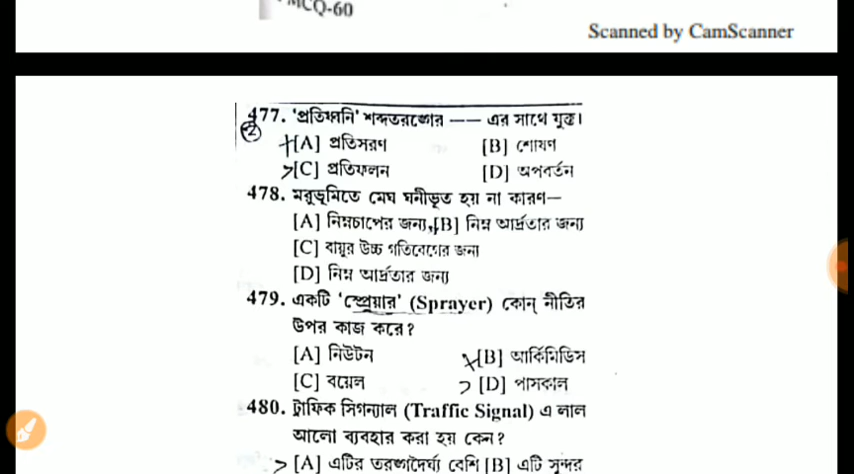 MCQ-60
Scanned by CamScanner
477. 'প্রতিধ্বনি' শব্দতরঙ্গের —— এর সাথে যুক্ত।
[A] প্রতিসরণ [B] শোষণ
[C] প্রতিফলন [D] অপবর্তন
478. মরুভূমিতে মেঘ ঘনীভূত হয় না কারণ—
[A] নিম্নচাপের জন্য, [B] নিম্ন আর্দ্রতার জন্য
[C] বায়ুর উচ্চ গতিবেগের জন্য
[D] নিম্ন আর্দ্রতার জন্য
479. একটি 'স্প্রেয়ার' (Sprayer) কোন্ নীতির
উপর কাজ করে?
[A] নিউটন [B] আর্কিমিডিস
[C] বয়েল [D] পাসকাল
480. ট্রাফিক সিগন্যাল (Traffic Signal) এ লাল
আলো ব্যবহার করা হয় কেন?
[A] এটির তরঙ্গদৈর্ঘ্য বেশি [B] এটি সুন্দর